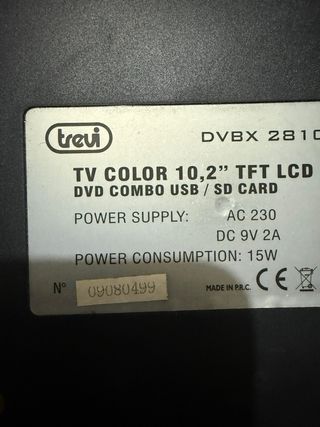 trevi DVBX 2810
TV COLOR 10,2" TFT LCD
DVD COMBO USB / SD CARD
POWER SUPPLY: AC 230
DC 9V 2A
POWER CONSUMPTION: 15W
N° 09080499 MADE IN P.R.C. CE